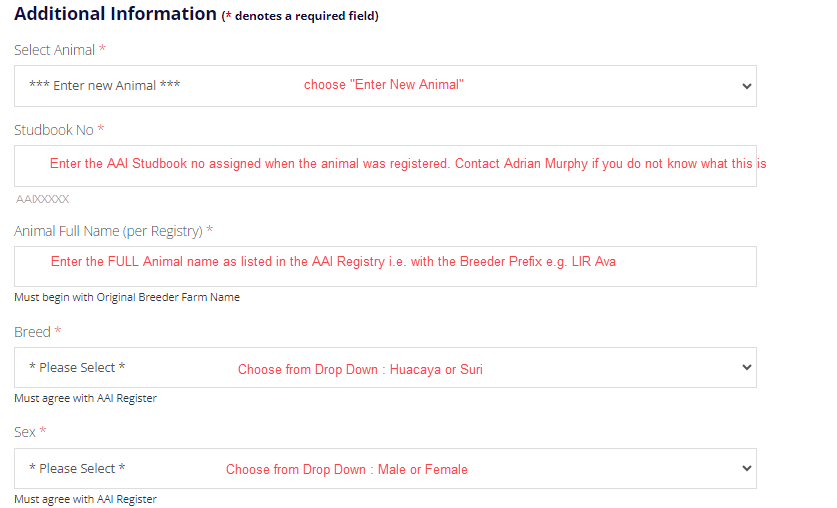 Additional Information (* denotes a required field)
Select Animal *
*** Enter new Animal *** choose "Enter New Animal"
Studbook No *
Enter the AAI Studbook no assigned when the animal was registered. Contact Adrian Murphy if you do not know what this is
AAIXXXXX
Animal Full Name (per Registry) *
Enter the FULL Animal name as listed in the AAI Registry i.e. with the Breeder Prefix e.g. LIR Ava
Must begin with Original Breeder Farm Name
Breed *
* Please Select * Choose from Drop Down : Huacaya or Suri
Must agree with AAI Register
Sex *
* Please Select * Choose from Drop Down : Male or Female
Must agree with AAI Register